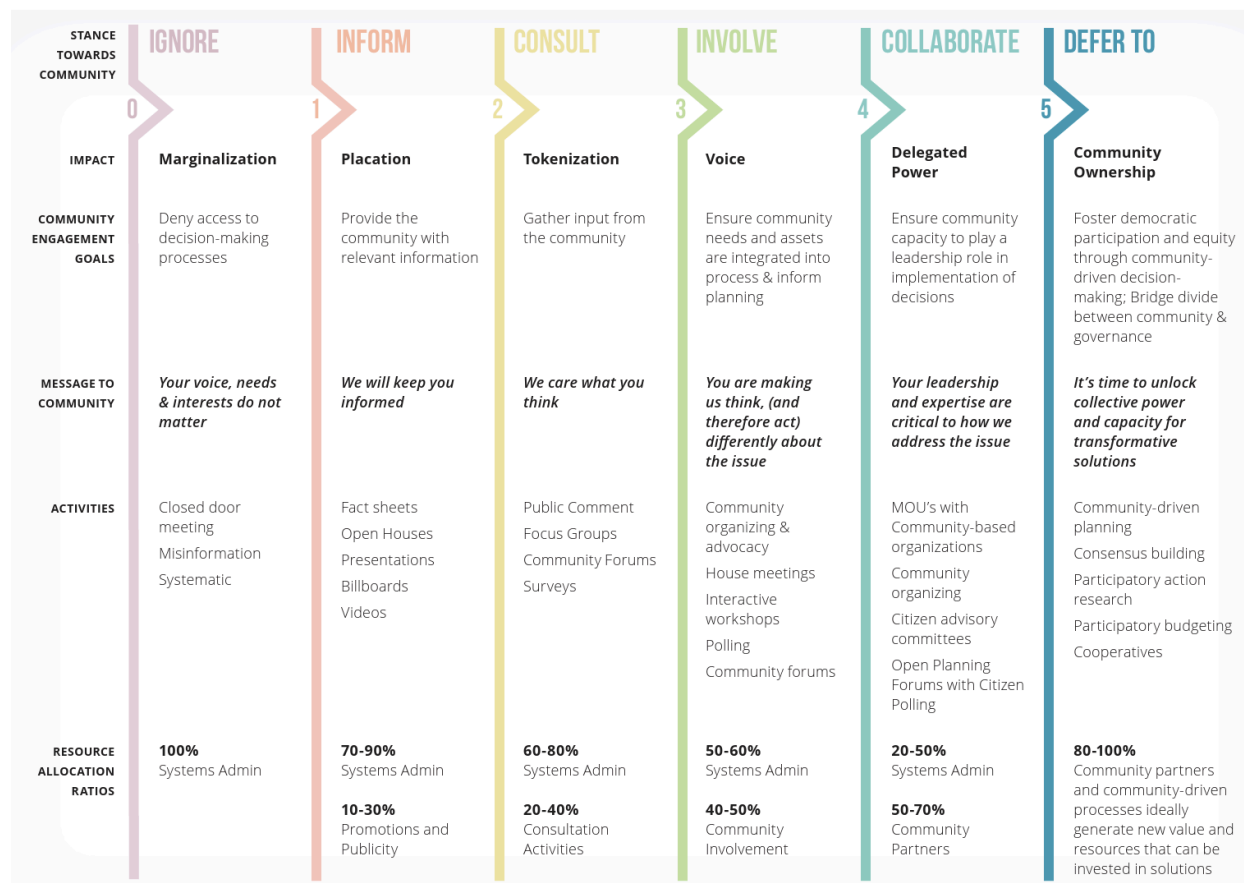 STANCE
TOWARDS
COMMUNITY
IGNORE
INFORM
CONSULT
INVOLVE
COLLABORATE
DEFER TO
0
1
2
3
4
5
IMPACT
Marginalization
Placation
Tokenization
Voice
Delegated
Power
Community
Ownership
COMMUNITY
ENGAGEMENT
GOALS
Deny access to
decision-making
processes
Provide the
community with
relevant information
Gather input from
the community
Ensure community
needs and assets
are integrated into
process & inform
planning
Ensure community
capacity to play a
leadership role in
implementation of
decisions
Foster democratic
participation and equity
through community-
driven decision-
making; Bridge divide
between community &
governance
MESSAGE TO
COMMUNITY
Your voice, needs
& interests do not
matter
We will keep you
informed
We care what you
think
You are making
us think, (and
therefore act)
differently about
the issue
Your leadership
and expertise are
critical to how we
address the issue
It's time to unlock
collective power
and capacity for
transformative
solutions
ACTIVITIES
Closed door
meeting
Misinformation
Systematic
Fact sheets
Open Houses
Presentations
Billboards
Videos
Public Comment
Focus Groups
Community Forums
Surveys
Community
organizing &
advocacy
House meetings
Interactive
workshops
Polling
Community forums
MOU's with
Community-based
organizations
Community
organizing
Citizen advisory
committees
Open Planning
Forums with Citizen
Polling
Community-driven
planning
Consensus building
Participatory action
research
Participatory budgeting
Cooperatives
RESOURCE
ALLOCATION
RATIOS
100%
Systems Admin
70-90%
Systems Admin
10-30%
Promotions and
Publicity
60-80%
Systems Admin
20-40%
Consultation
Activities
50-60%
Systems Admin
40-50%
Community
Involvement
20-50%
Systems Admin
50-70%
Community
Partners
80-100%
Community partners
and community-driven
processes ideally
generate new value and
resources that can be
invested in solutions